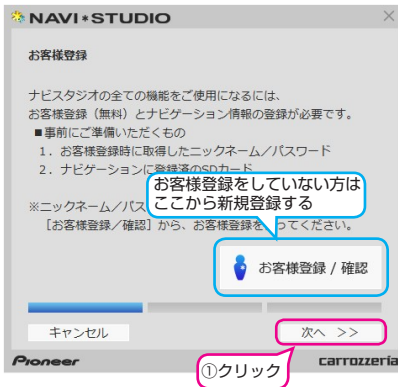 NAVI*STUDIO
お客様登録
ナビスタジオの全ての機能をご使用になるには、
お客様登録（無料）とナビゲーション情報の登録が必要です。
■事前にご準備いただくもの
1．お客様登録時に取得したニックネーム／パスワード
2．ナビゲーションに登録済のSDカード
お客様登録をしていない方は
ここから新規登録する
※ニックネーム／パス
［お客様登録／確認］から、お客様登録を行ってください。
お客様登録 / 確認
キャンセル
次へ >>
①クリック
Pioneer
carrozzeria